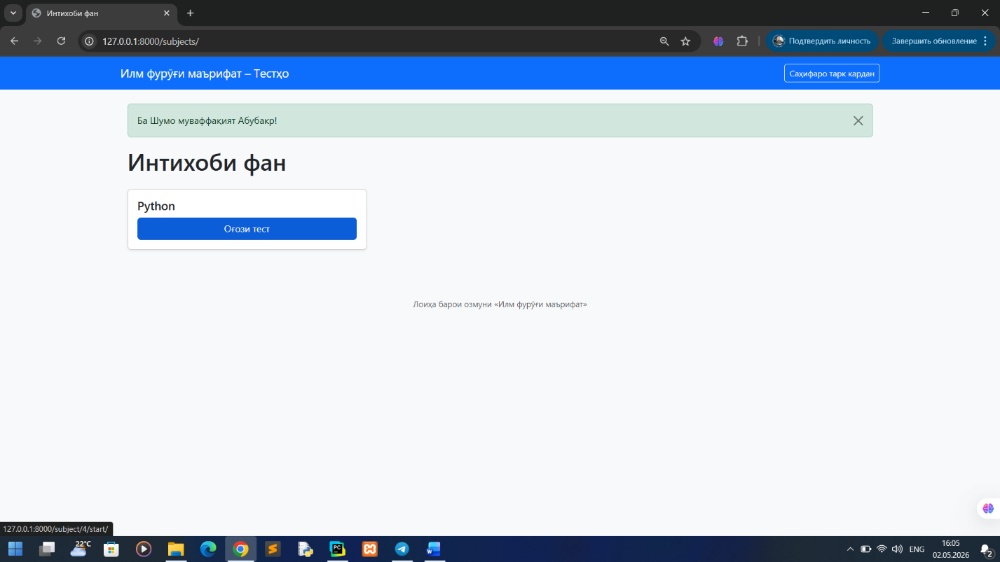 Интихоби фан
127.0.0.1:8000/subjects/
Подтвердить личность
Завершить обновление
Илм фурӯғи маърифат – Тестҳо
Саҳифаро тарк кардан
Ба Шумо муваффақият Абубакр!
Интихоби фан
Python
Оғози тест
Лоиҳа барои озмуни «Илм фурӯғи маърифат»
127.0.0.1:8000/subject/4/start/
22°C
PC
W
ENG
16:05
02.05.2026
2